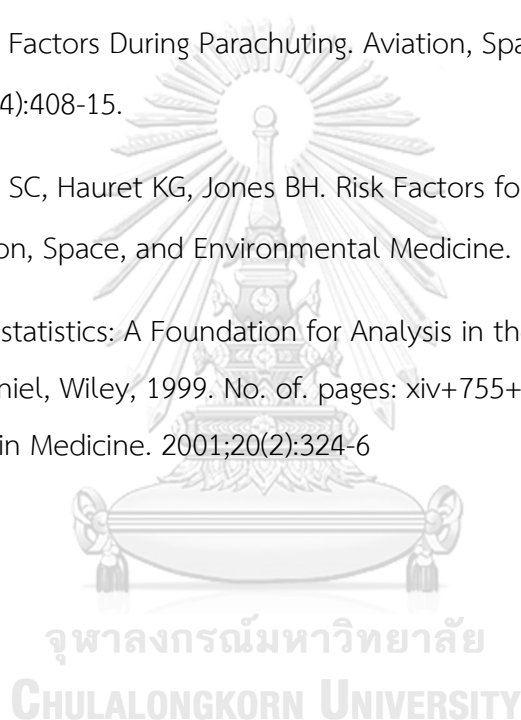 Factors During Parachuting. Aviation, Spa
4):408-15.
SC, Hauret KG, Jones BH. Risk Factors fo
on, Space, and Environmental Medicine.
statistics: A Foundation for Analysis in th
niel, Wiley, 1999. No. of. pages: xiv+755+
in Medicine. 2001;20(2):324-6
จุฬาลงกรณ์มหาวิทยาลัย
CHULALONGKORN UNIVERSITY